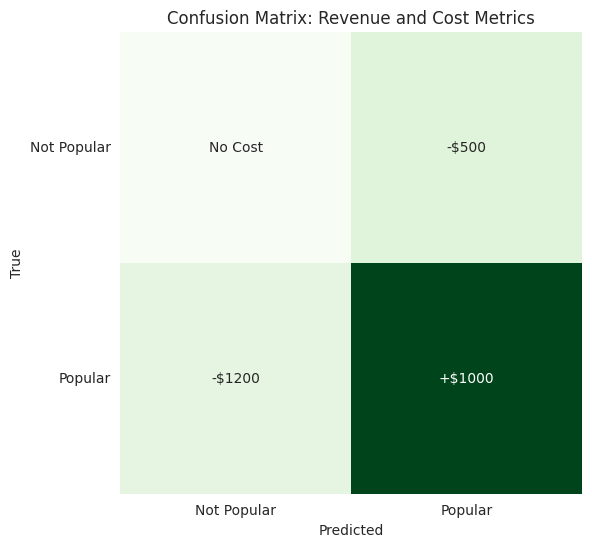 Confusion Matrix: Revenue and Cost Metrics
Not Popular
No Cost
-$500
True
Popular
-$1200
+$1000
Not Popular
Popular
Predicted